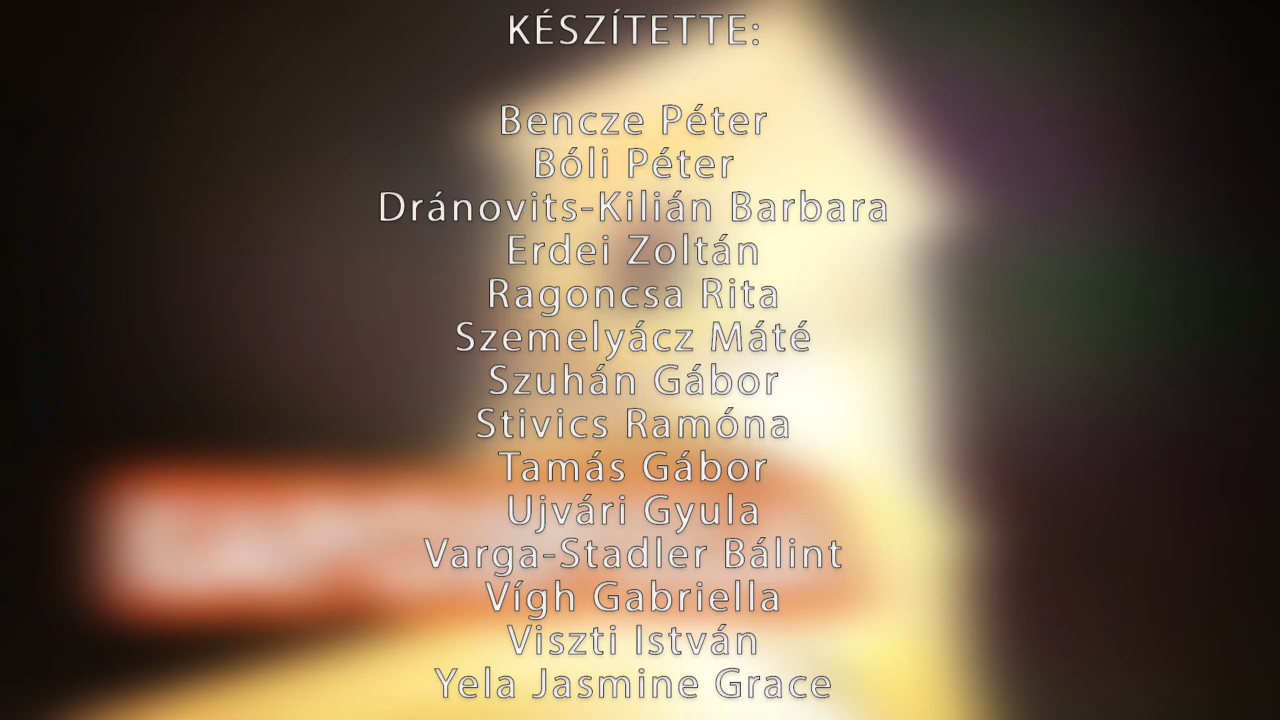 KÉSZÍTETTE:
Bencze Péter
Bóli Péter
Dránovits-Kilián Barbara
Erdei Zoltán
Ragoncsa Rita
Szemelyácz Máté
Szuhán Gábor
Stivics Ramóna
Tamás Gábor
Ujvári Gyula
Varga-Stadler Bálint
Vígh Gabriella
Viszti István
Yela Jasmine Grace